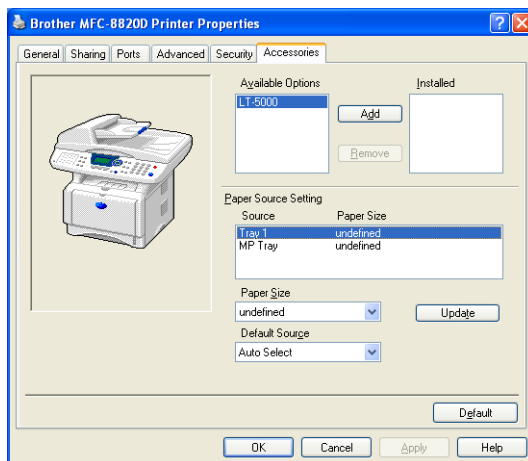 Brother MFC-8820D Printer Properties
General Sharing Ports Advanced Security Accessories
Available Options Installed
LT-5000
Add
Remove
Paper Source Setting
Source Paper Size
Tray 1 undefined
MP Tray undefined
Paper Size
undefined Update
Default Source
Auto Select
Default
OK Cancel Apply Help